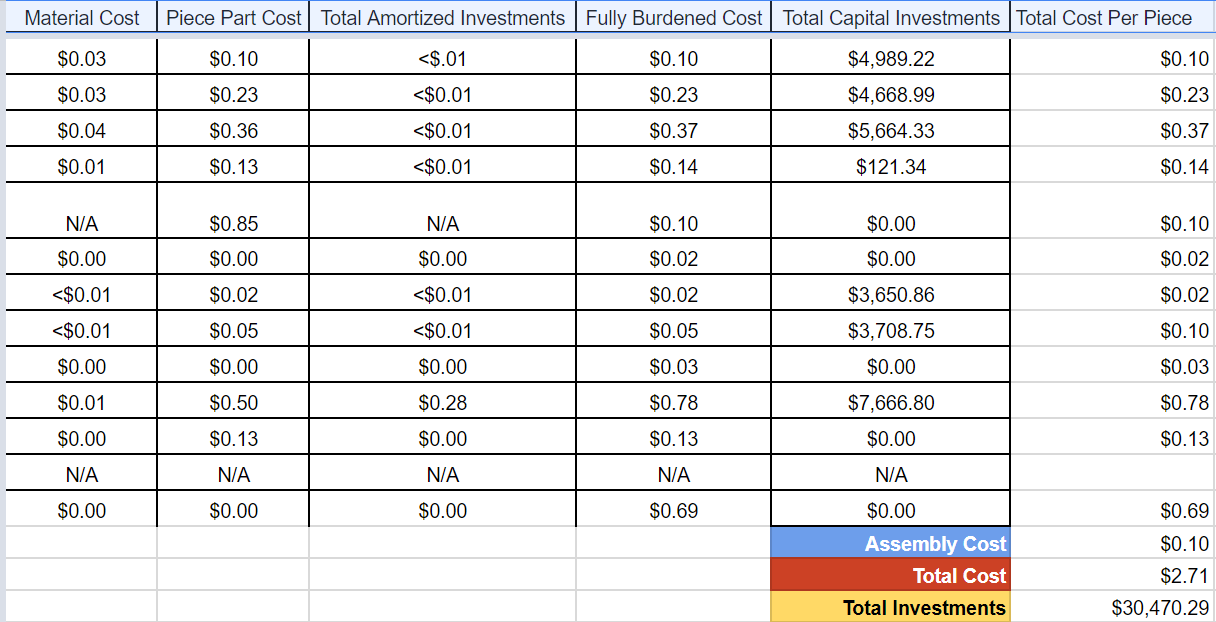 Material Cost Piece Part Cost Total Amortized Investments Fully Burdened Cost Total Capital Investments Total Cost Per Piece
$0.03 $0.10 <$.01 $0.10 $4,989.22 $0.10
$0.03 $0.23 <$0.01 $0.23 $4,668.99 $0.23
$0.04 $0.36 <$0.01 $0.37 $5,664.33 $0.37
$0.01 $0.13 <$0.01 $0.14 $121.34 $0.14
N/A $0.85 N/A $0.10 $0.00 $0.10
$0.00 $0.00 $0.00 $0.02 $0.00 $0.02
<$0.01 $0.02 <$0.01 $0.02 $3,650.86 $0.02
<$0.01 $0.05 <$0.01 $0.05 $3,708.75 $0.10
$0.00 $0.00 $0.00 $0.03 $0.00 $0.03
$0.01 $0.50 $0.28 $0.78 $7,666.80 $0.78
$0.00 $0.13 $0.00 $0.13 $0.00 $0.13
N/A N/A N/A N/A N/A
$0.00 $0.00 $0.00 $0.69 $0.00 $0.69
Assembly Cost $0.10
Total Cost $2.71
Total Investments $30,470.29